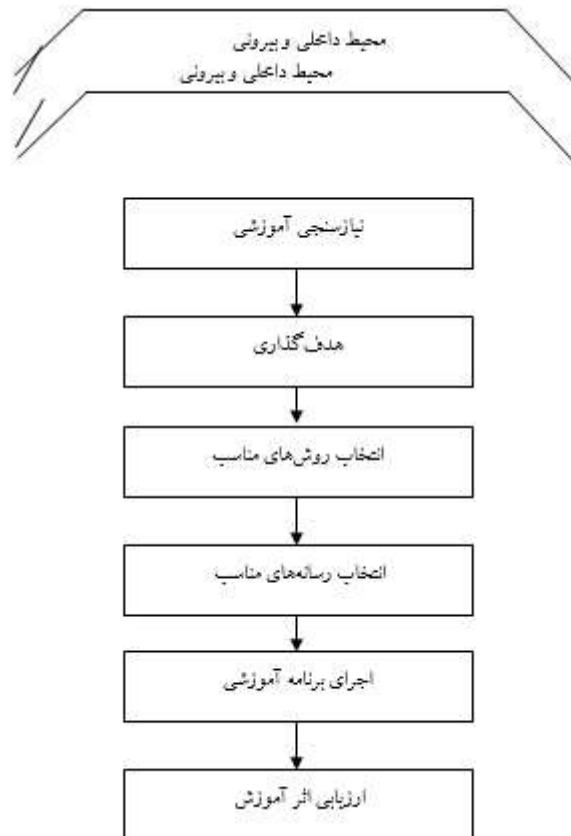 محیط داخلی و بیرونی
محیط داخلی و بیرونی
نیازسنجی آموزشی
هدف‌گذاری
انتخاب روش‌های مناسب
انتخاب رسانه‌های مناسب
اجرای برنامه آموزشی
ارزیابی اثر آموزش